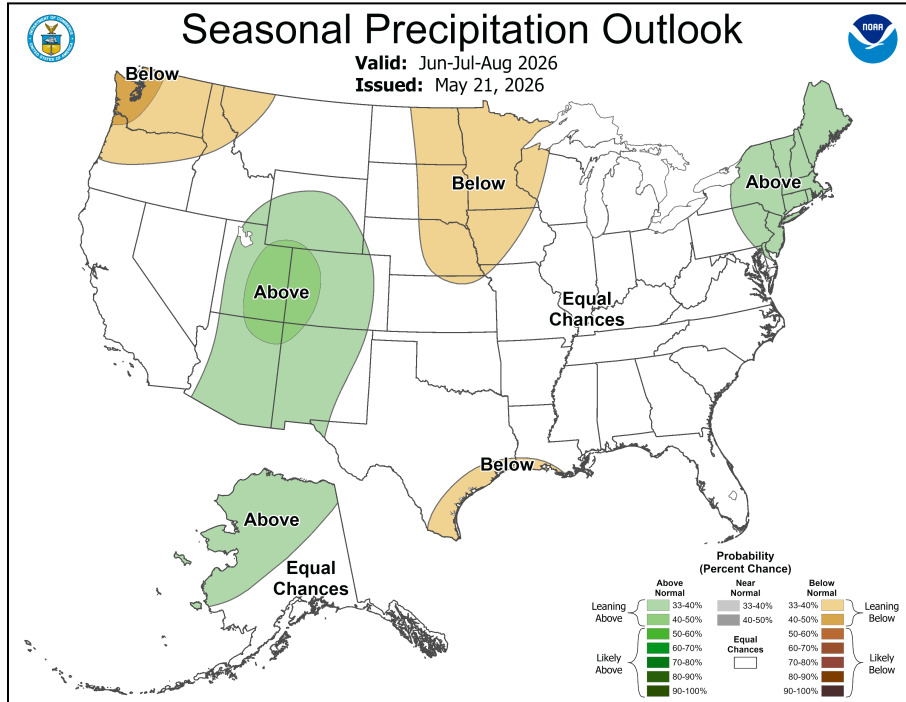 Seasonal Precipitation Outlook
Valid: Jun-Jul-Aug 2026
Issued: May 21, 2026
NOAA
Below
Below
Above
Above
Equal
Chances
Below
Above
Equal
Chances
Probability
(Percent Chance)
Above
Normal
Near
Normal
Below
Normal
Leaning
Above
33-40%
40-50%
33-40%
40-50%
33-40%
40-50%
Leaning
Below
Equal
Chances
Likely
Above
50-60%
60-70%
70-80%
80-90%
90-100%
50-60%
60-70%
70-80%
80-90%
90-100%
Likely
Below